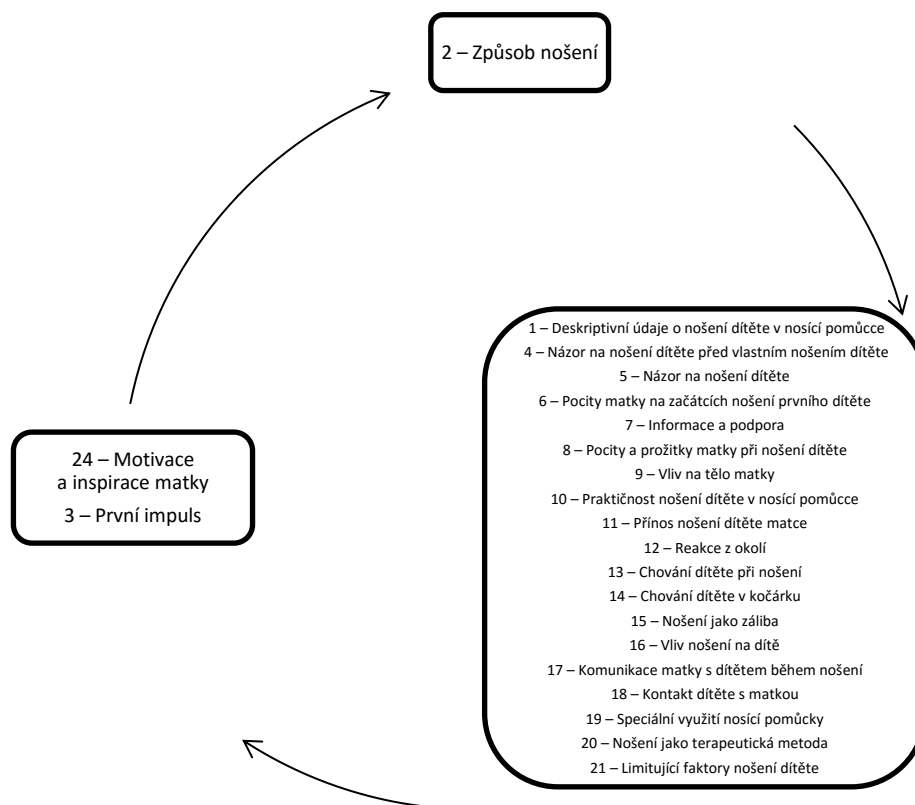 2 – Způsob nošení
1 – Deskriptivní údaje o nošení dítěte v nosící pomůcce
4 – Názor na nošení dítěte před vlastním nošením dítěte
5 – Názor na nošení dítěte
6 – Pocity matky na začátcích nošení prvního dítěte
7 – Informace a podpora
8 – Pocity a prožitky matky při nošení dítěte
9 – Vliv na tělo matky
10 – Praktičnost nošení dítěte v nosící pomůcce
11 – Přínos nošení dítěte matce
12 – Reakce z okolí
13 – Chování dítěte při nošení
14 – Chování dítěte v kočárku
15 – Nošení jako záliba
16 – Vliv nošení na dítě
17 – Komunikace matky s dítětem během nošení
18 – Kontakt dítěte s matkou
19 – Speciální využití nosící pomůcky
20 – Nošení jako terapeutická metoda
21 – Limitující faktory nošení dítěte
24 – Motivace
a inspirace matky
3 – První impuls